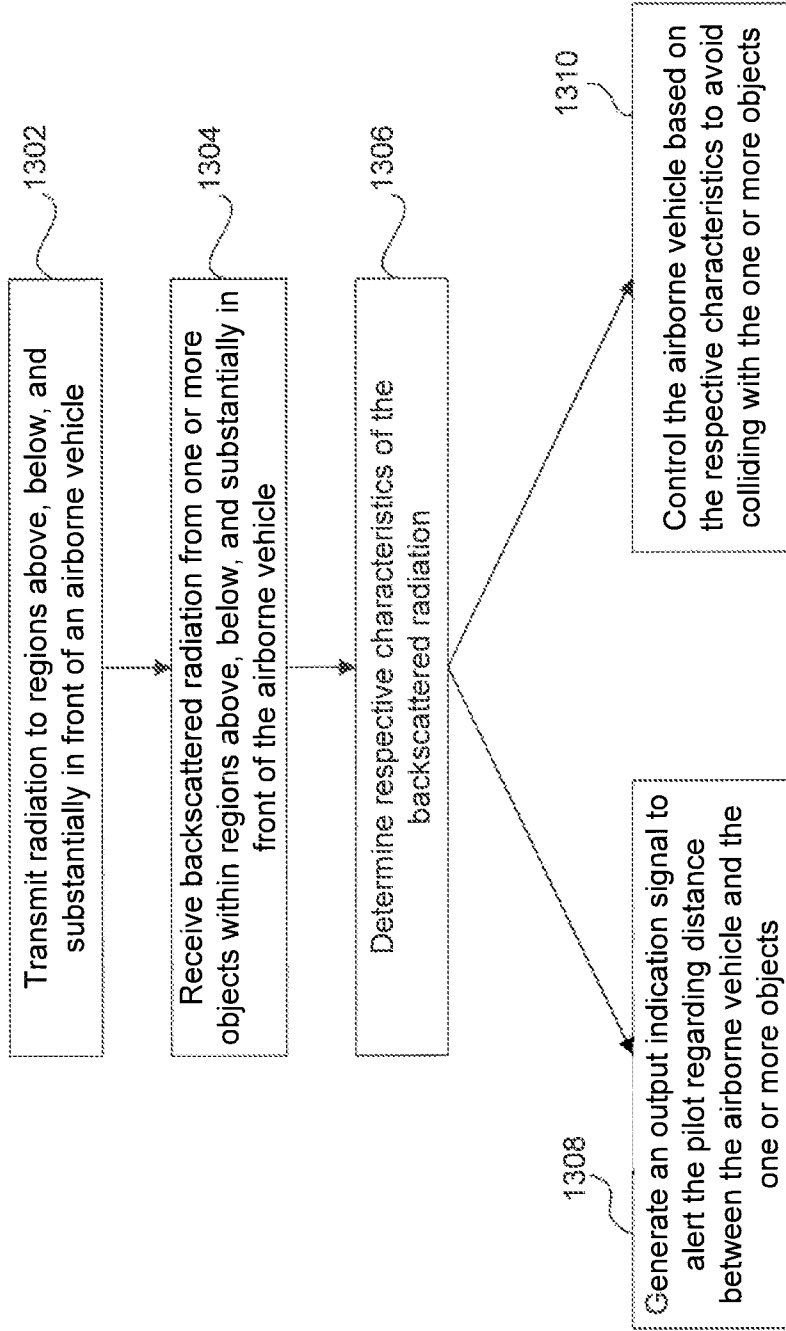 Transmit radiation to regions above, below, and
substantially in front of an airborne vehicle
1302
Receive backscattered radiation from one or more
objects within regions above, below, and substantially in
front of the airborne vehicle
1304
Determine respective characteristics of the
backscattered radiation
1306
1308
Generate an output indication signal to
alert the pilot regarding distance
between the airborne vehicle and the
one or more objects
1310
Control the airborne vehicle based on
the respective characteristics to avoid
colliding with the one or more objects